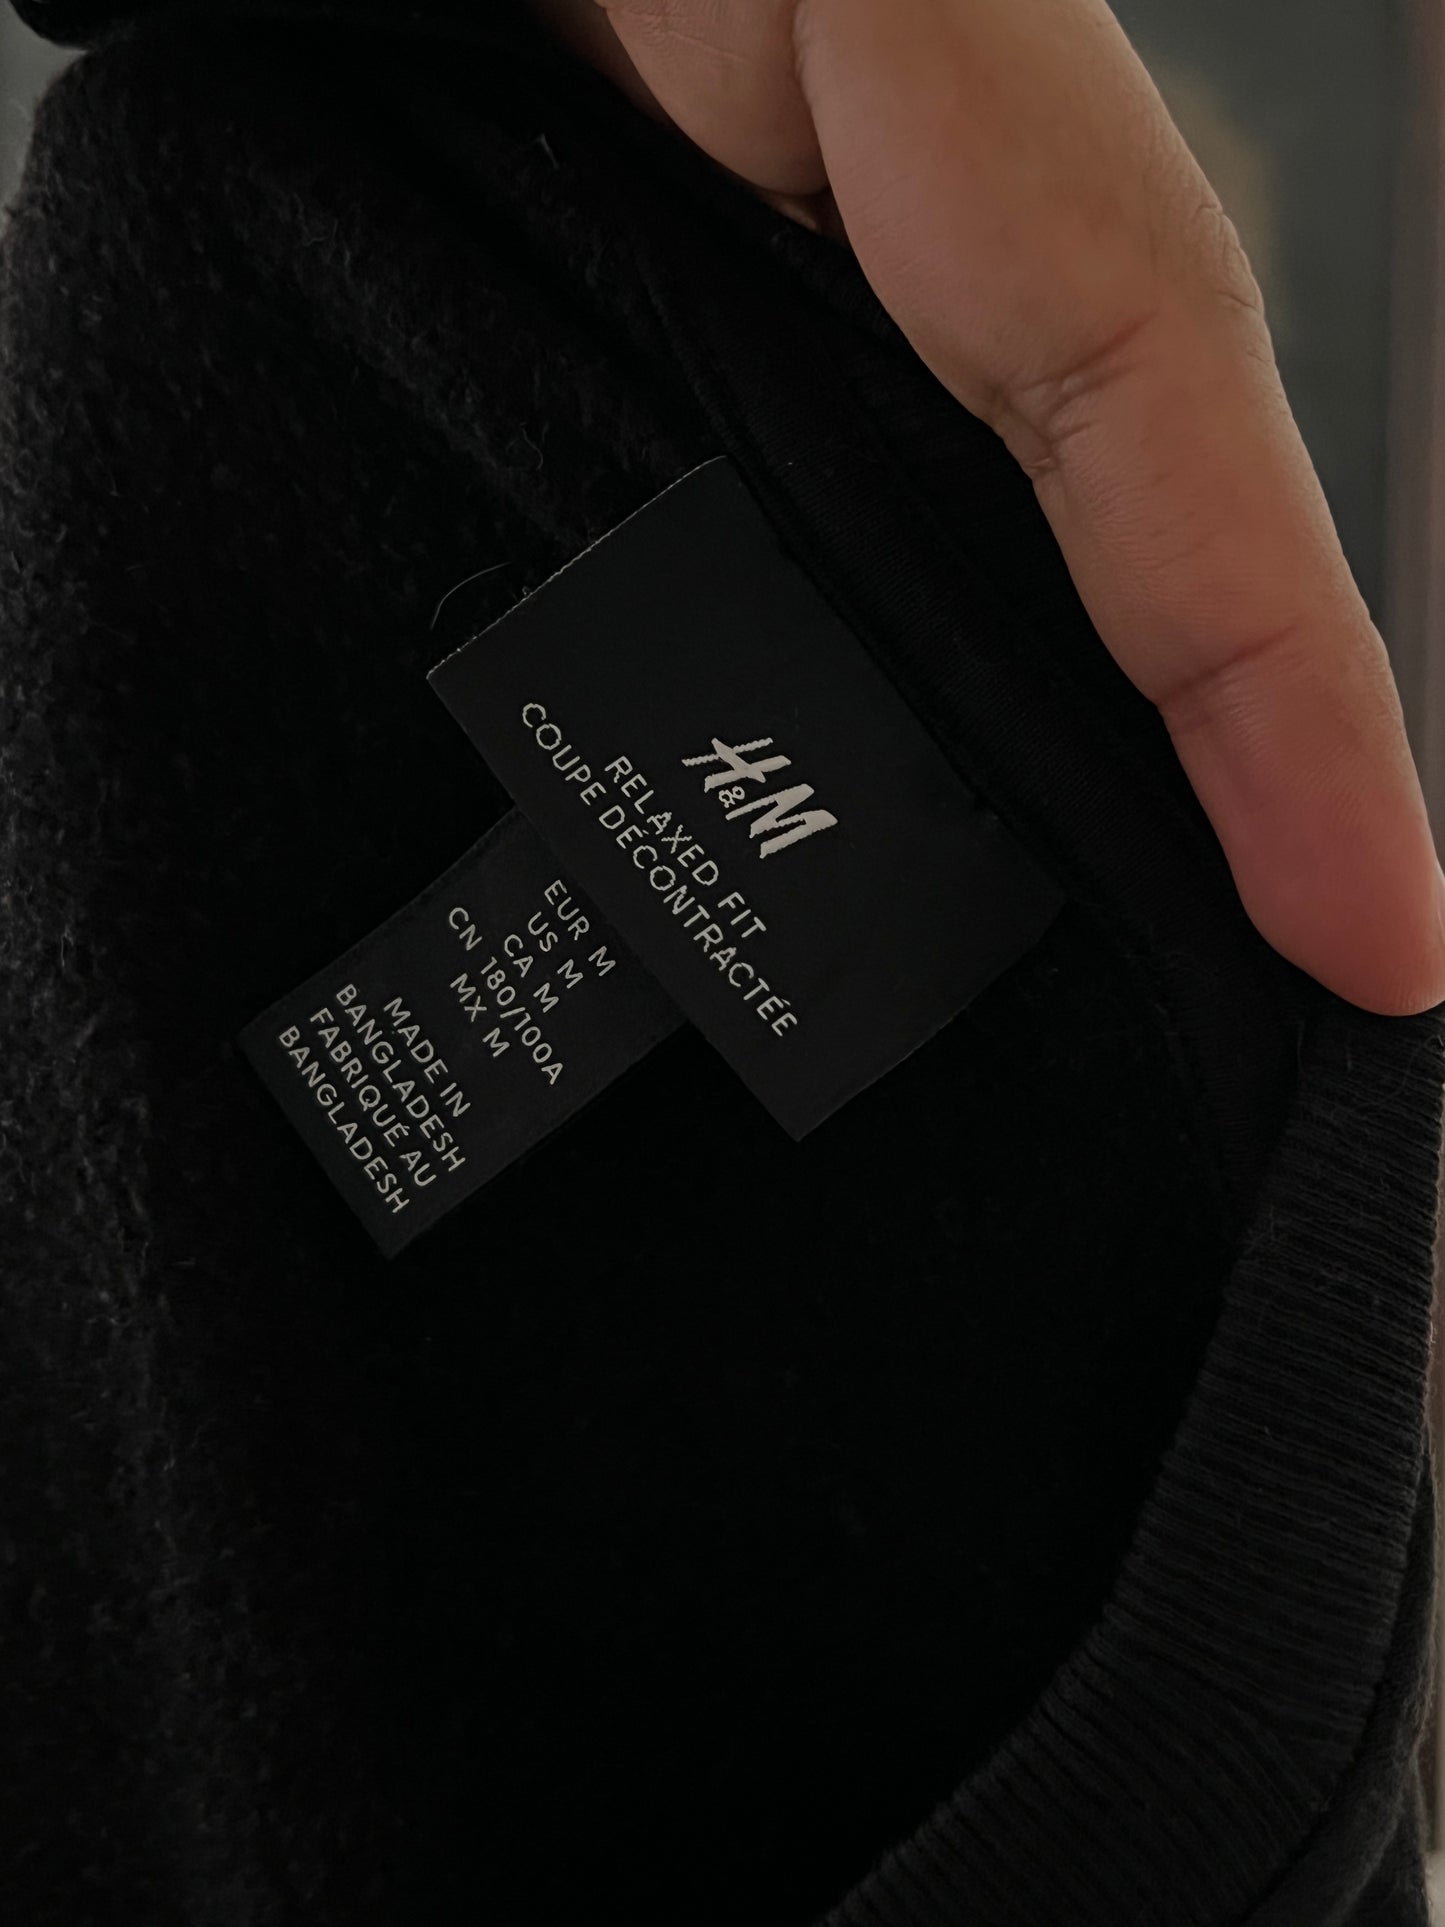 H&M
RELAXED FIT
COUPE DÉCONTRACTÉE
EUR M
US M
CA M
CN 180/100A
MX M
MADE IN
BANGLADESH
FABRIQUÉ AU
BANGLADESH